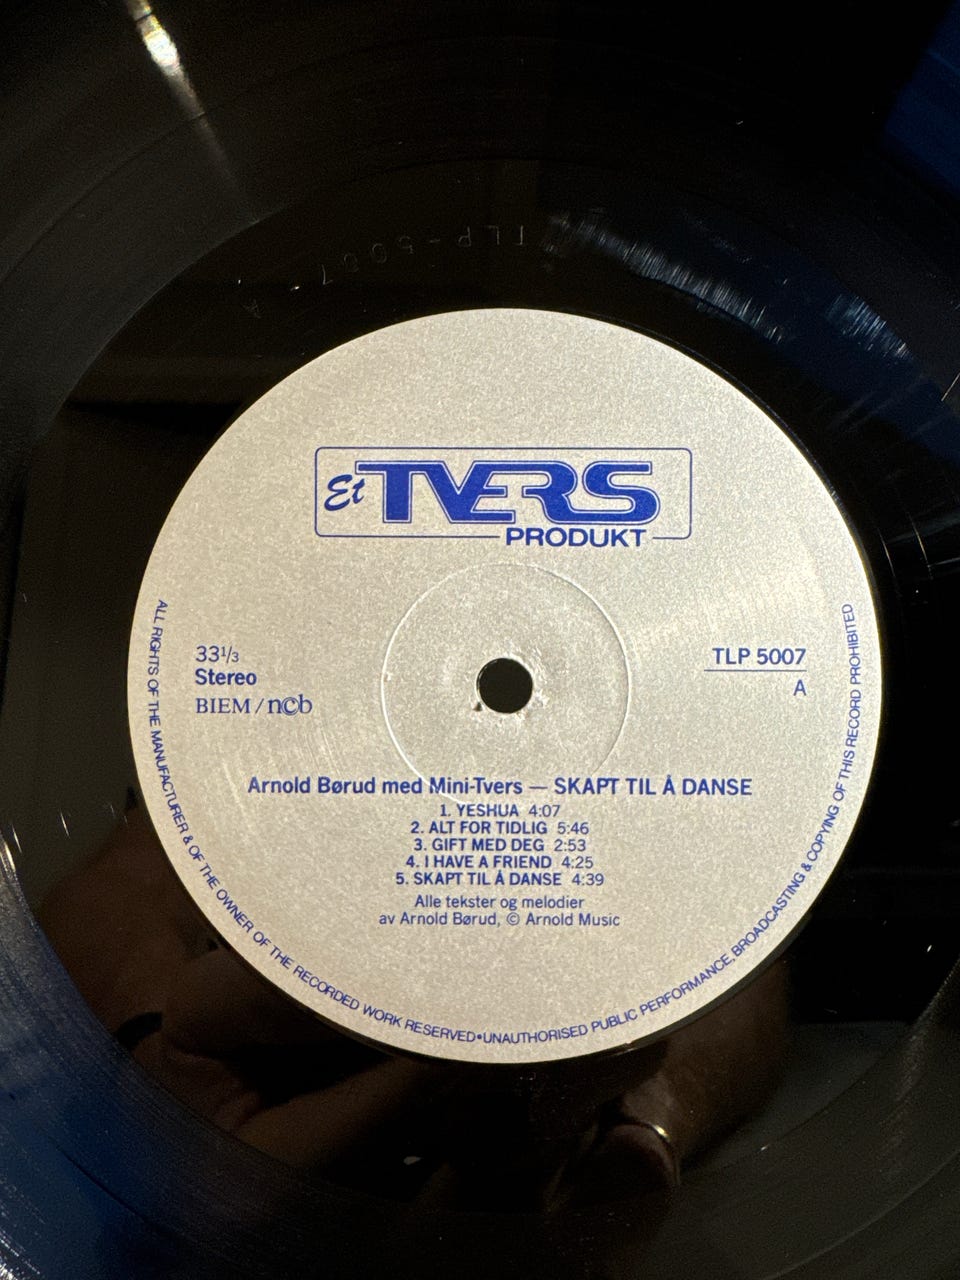 TLP-5007-A
Et TVERS
PRODUKT
33⅓
Stereo
BIEM/n©b
TLP 5007
A
Arnold Børud med Mini-Tvers — SKAPT TIL Å DANSE
1. YESHUA 4:07
2. ALT FOR TIDLIG 5:46
3. GIFT MED DEG 2:53
4. I HAVE A FRIEND 4:25
5. SKAPT TIL Å DANSE 4:39
Alle tekster og melodier
av Arnold Børud, © Arnold Music
ALL RIGHTS OF THE MANUFACTURER & OF THE OWNER OF THE RECORDED WORK RESERVED•UNAUTHORISED PUBLIC PERFORMANCE, BROADCASTING & COPYING OF THIS RECORD PROHIBITED